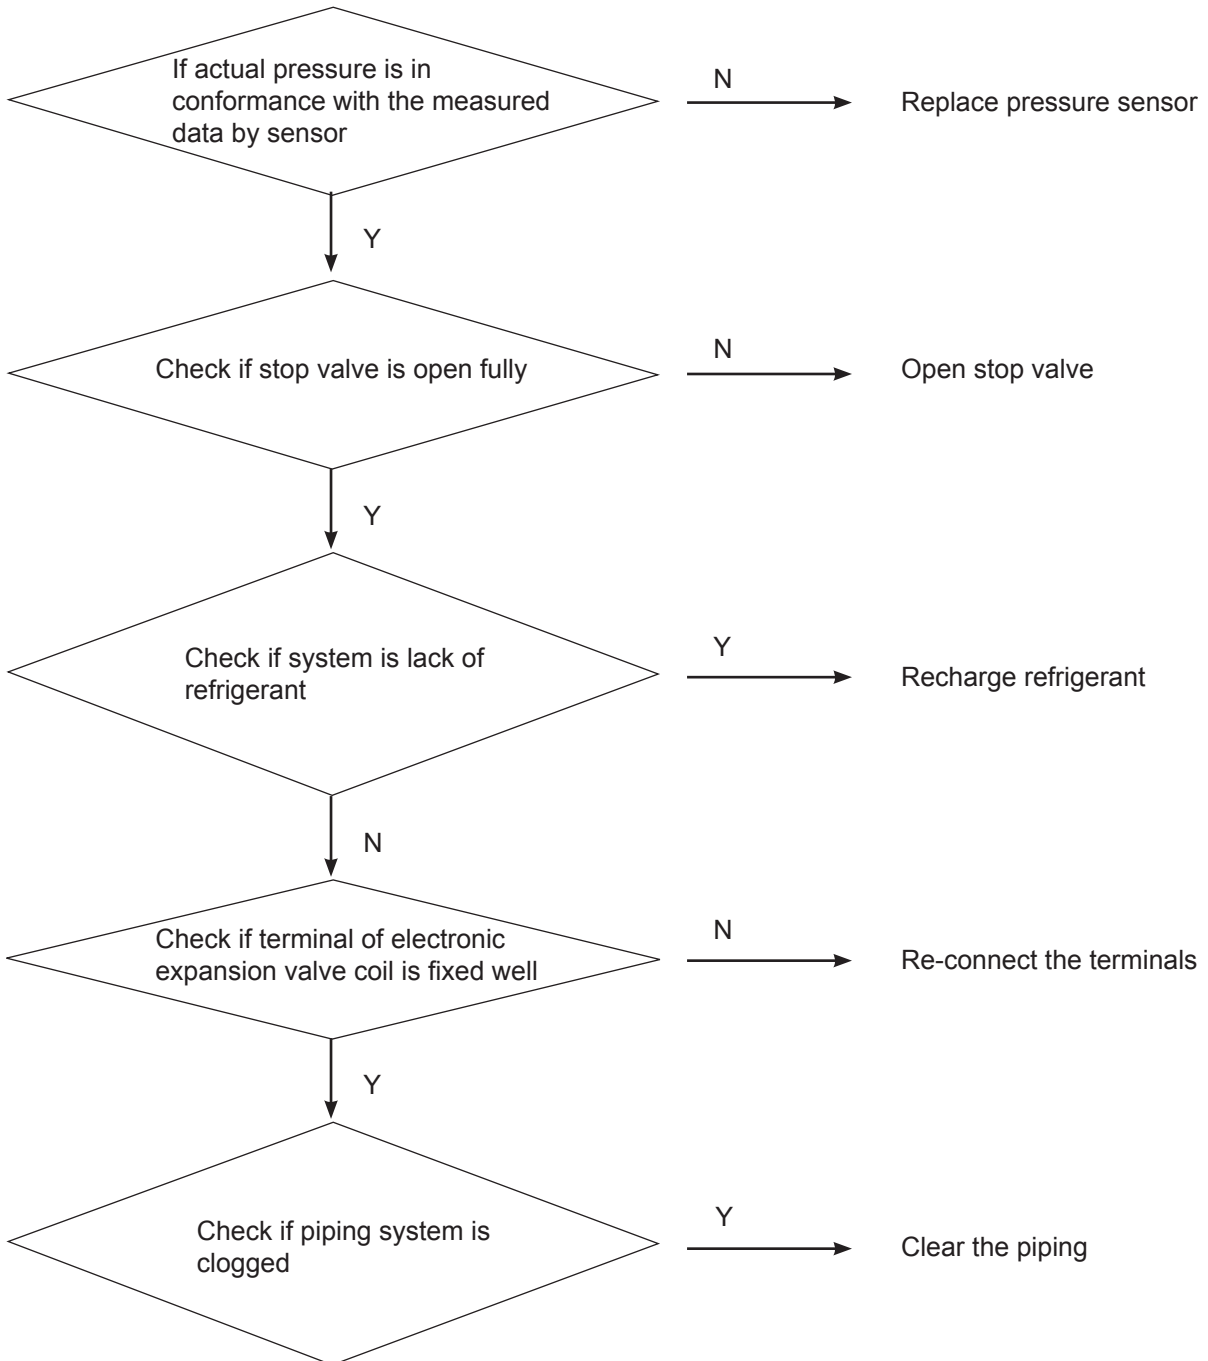 If actual pressure is in
conformance with the measured
data by sensor
N
Replace pressure sensor
Y
Check if stop valve is open fully
N
Open stop valve
Y
Check if system is lack of
refrigerant
Y
Recharge refrigerant
N
Check if terminal of electronic
expansion valve coil is fixed well
N
Re-connect the terminals
Y
Check if piping system is
clogged
Y
Clear the piping